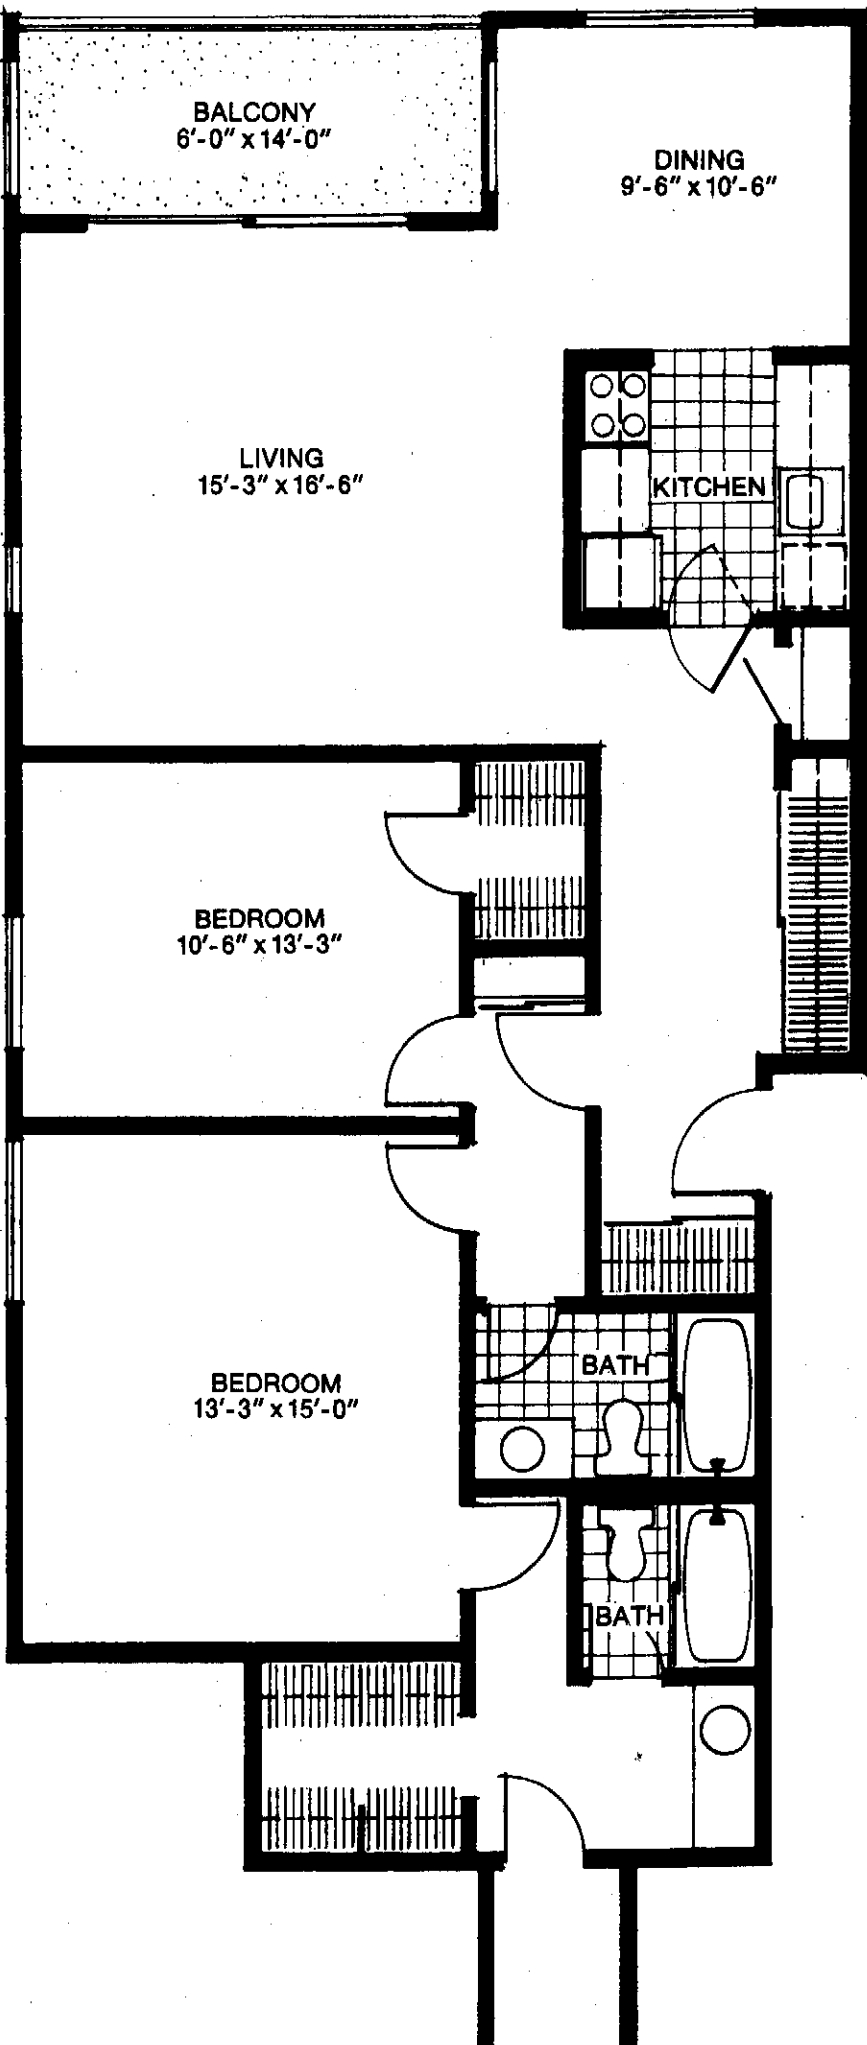 BALCONY
6'-0" x 14'-0"
DINING
9'-6" x 10'-6"
LIVING
15'-3" x 16'-6"
KITCHEN
BEDROOM
10'-6" x 13'-3"
BATH
BEDROOM
13'-3" x 15'-0"
BATH